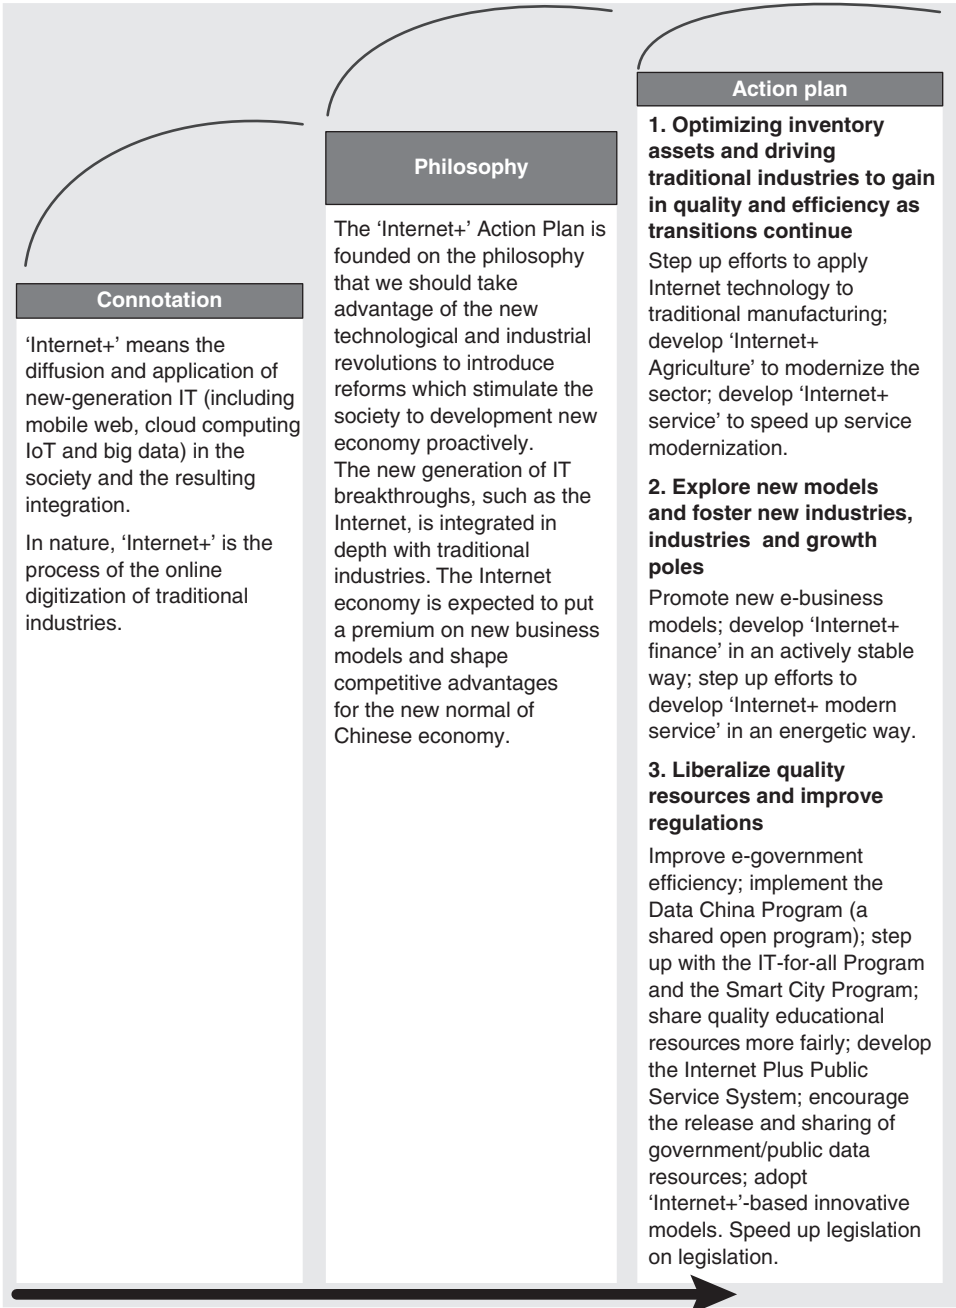 Connotation
‘Internet+’ means the
diffusion and application of
new-generation IT (including
mobile web, cloud computing
IoT and big data) in the
society and the resulting
integration.
In nature, ‘Internet+’ is the
process of the online
digitization of traditional
industries.
Philosophy
The ‘Internet+’ Action Plan is
founded on the philosophy
that we should take
advantage of the new
technological and industrial
revolutions to introduce
reforms which stimulate the
society to development new
economy proactively.
The new generation of IT
breakthroughs, such as the
Internet, is integrated in
depth with traditional
industries. The Internet
economy is expected to put
a premium on new business
models and shape
competitive advantages
for the new normal of
Chinese economy.
Action plan
1. Optimizing inventory
assets and driving
traditional industries to gain
in quality and efficiency as
transitions continue
Step up efforts to apply
Internet technology to
traditional manufacturing;
develop ‘Internet+
Agriculture’ to modernize the
sector; develop ‘Internet+
service’ to speed up service
modernization.
2. Explore new models
and foster new industries,
industries and growth
poles
Promote new e-business
models; develop ‘Internet+
finance’ in an actively stable
way; step up efforts to
develop ‘Internet+ modern
service’ in an energetic way.
3. Liberalize quality
resources and improve
regulations
Improve e-government
efficiency; implement the
Data China Program (a
shared open program); step
up with the IT-for-all Program
and the Smart City Program;
share quality educational
resources more fairly; develop
the Internet Plus Public
Service System; encourage
the release and sharing of
government/public data
resources; adopt
‘Internet+’-based innovative
models. Speed up legislation
on legislation.